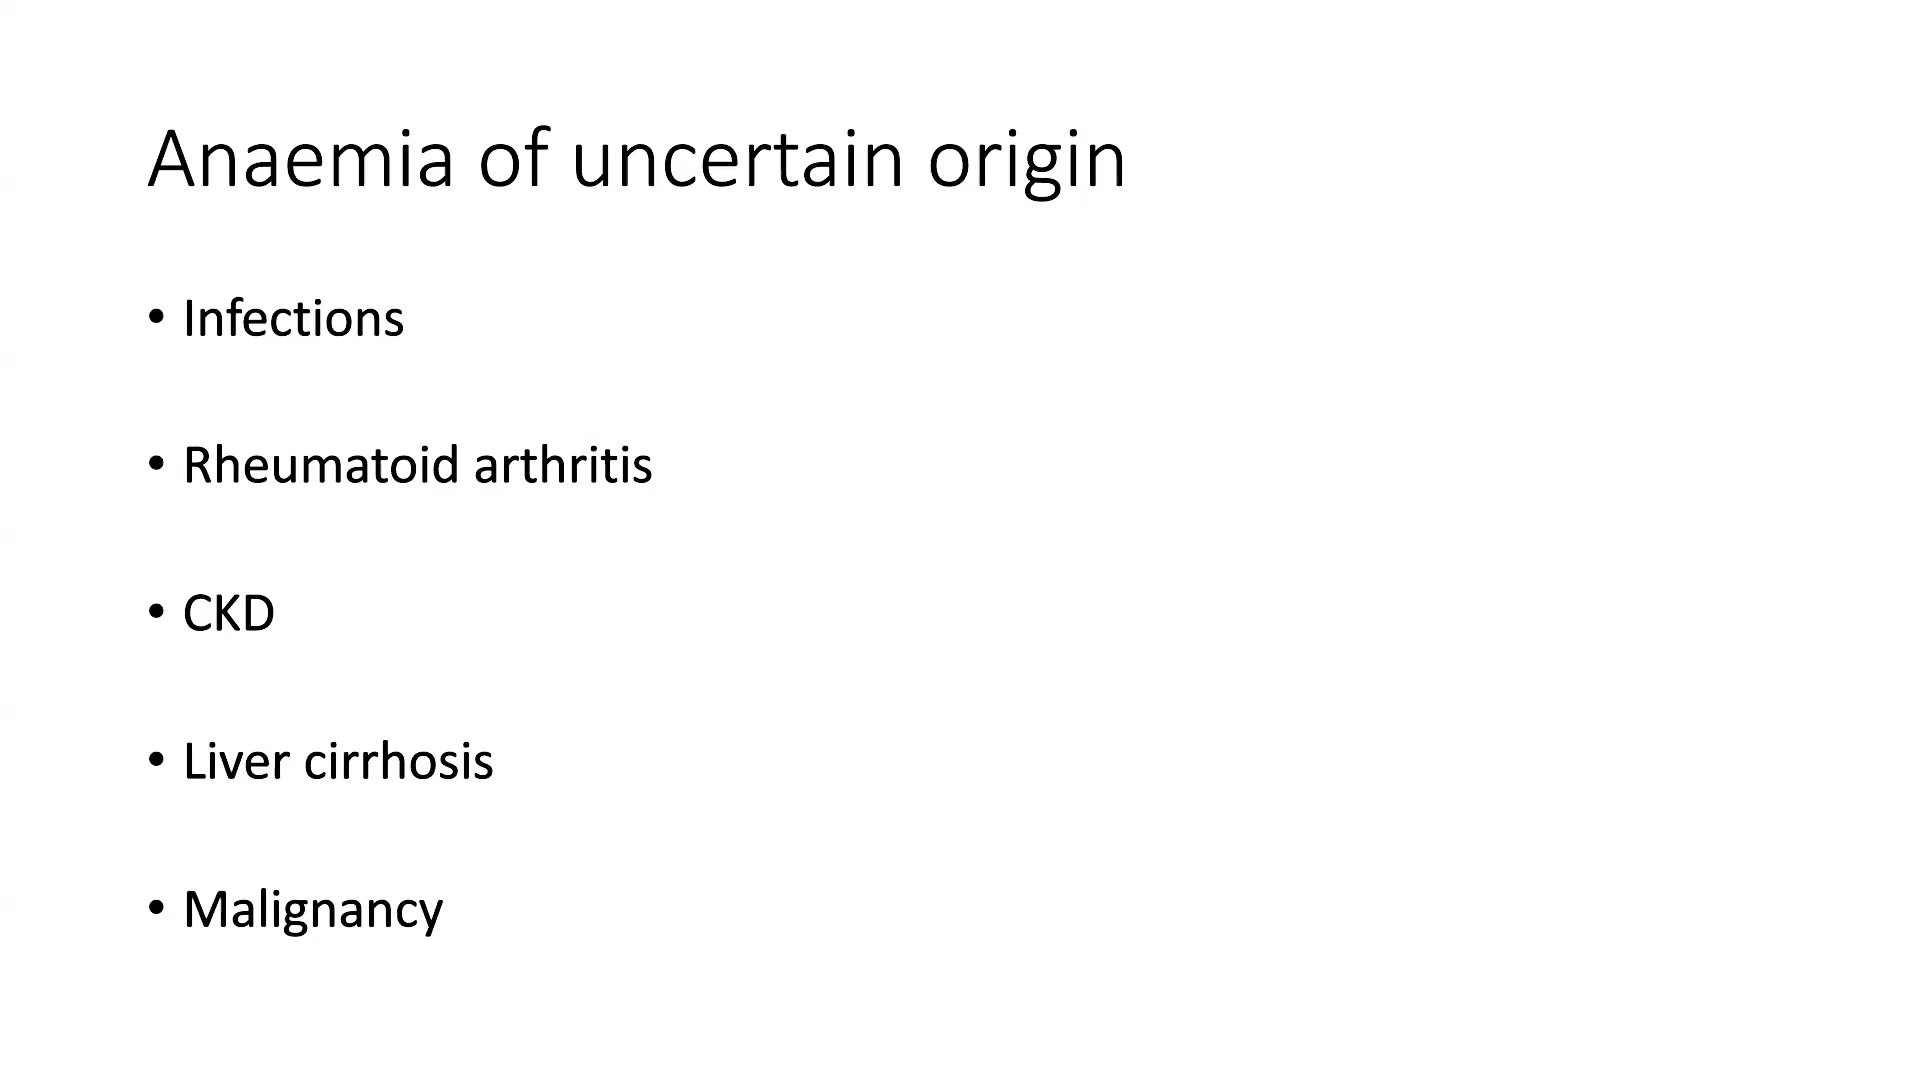 Anaemia of uncertain origin
• Infections
• Rheumatoid arthritis
• CKD
• Liver cirrhosis
• Malignancy